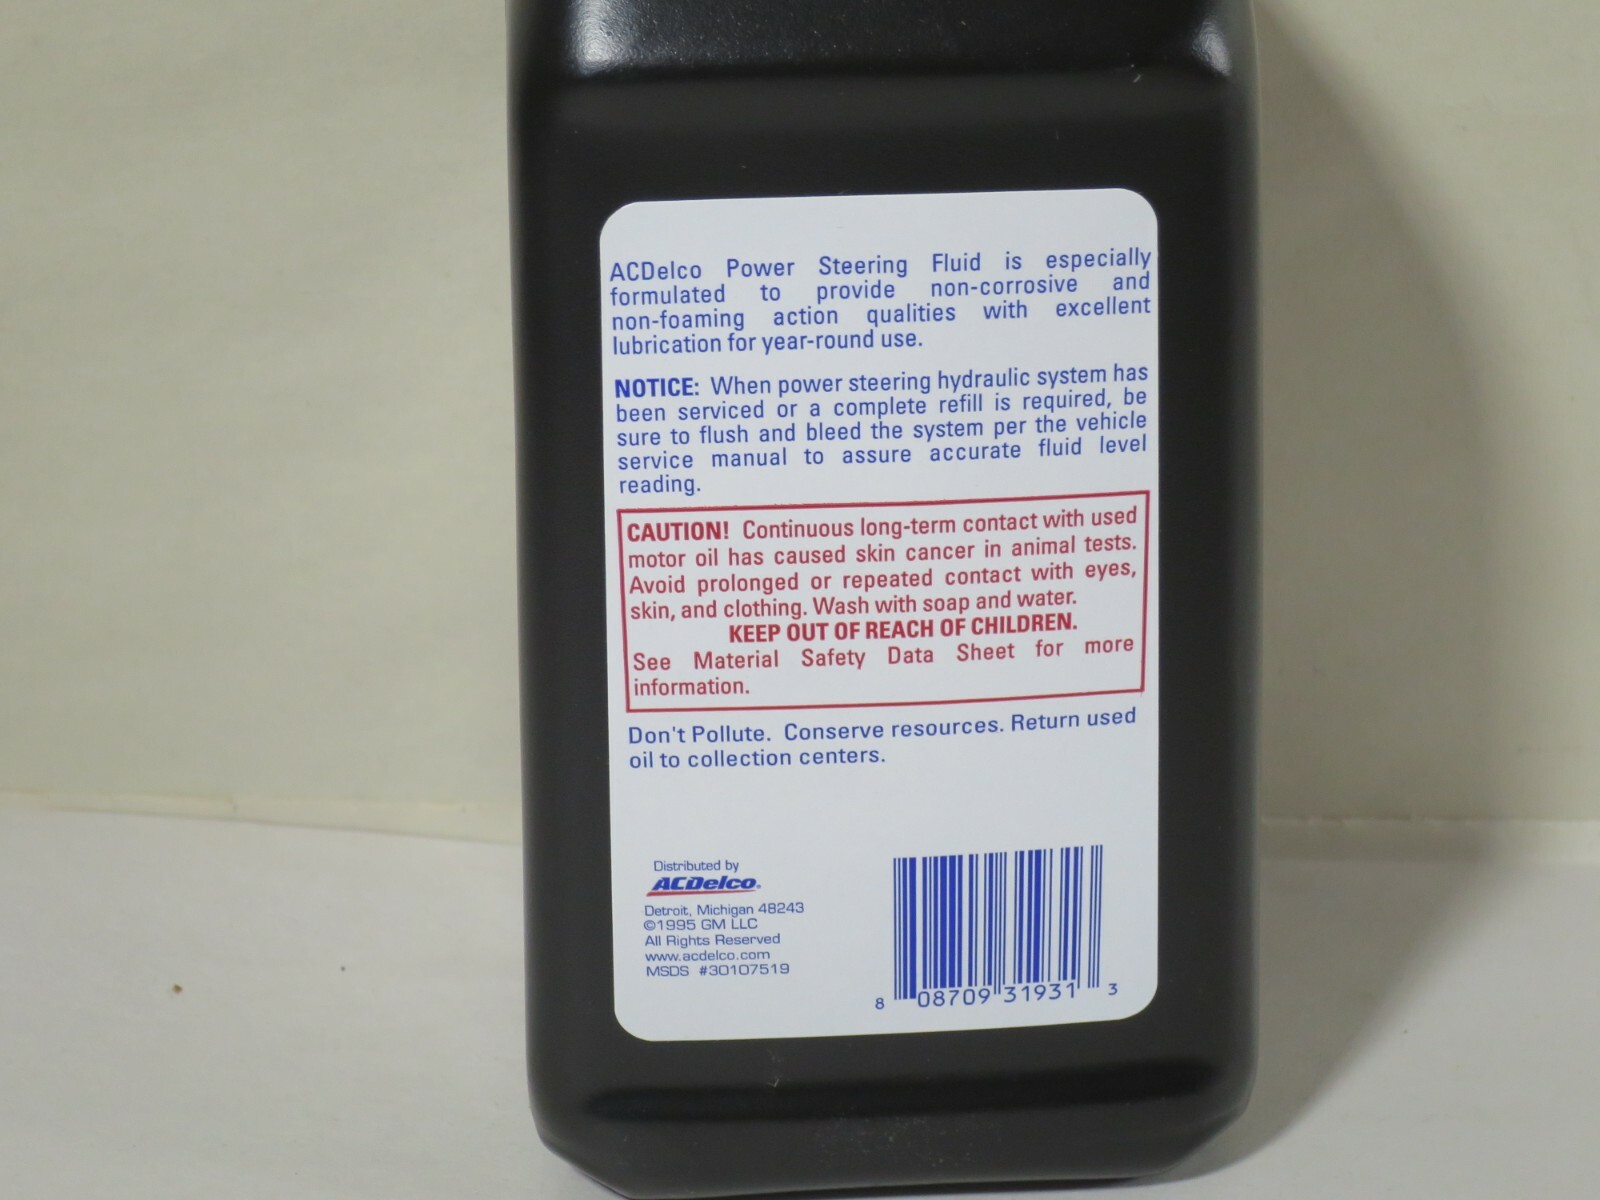 ACDelco Power Steering Fluid is especially
formulated to provide non-corrosive and
non-foaming action qualities with excellent
lubrication for year-round use.
NOTICE: When power steering hydraulic system has
been serviced or a complete refill is required, be
sure to flush and bleed the system per the vehicle
service manual to assure accurate fluid level
reading.
CAUTION! Continuous long-term contact with used
motor oil has caused skin cancer in animal tests.
Avoid prolonged or repeated contact with eyes,
skin, and clothing. Wash with soap and water.
KEEP OUT OF REACH OF CHILDREN.
See Material Safety Data Sheet for more
information.
Don't Pollute. Conserve resources. Return used
oil to collection centers.
Distributed by
ACDelco®
Detroit, Michigan 48243
©1995 GM LLC
All Rights Reserved
www.acdelco.com
MSDS #30107519
8 08709 31931 3